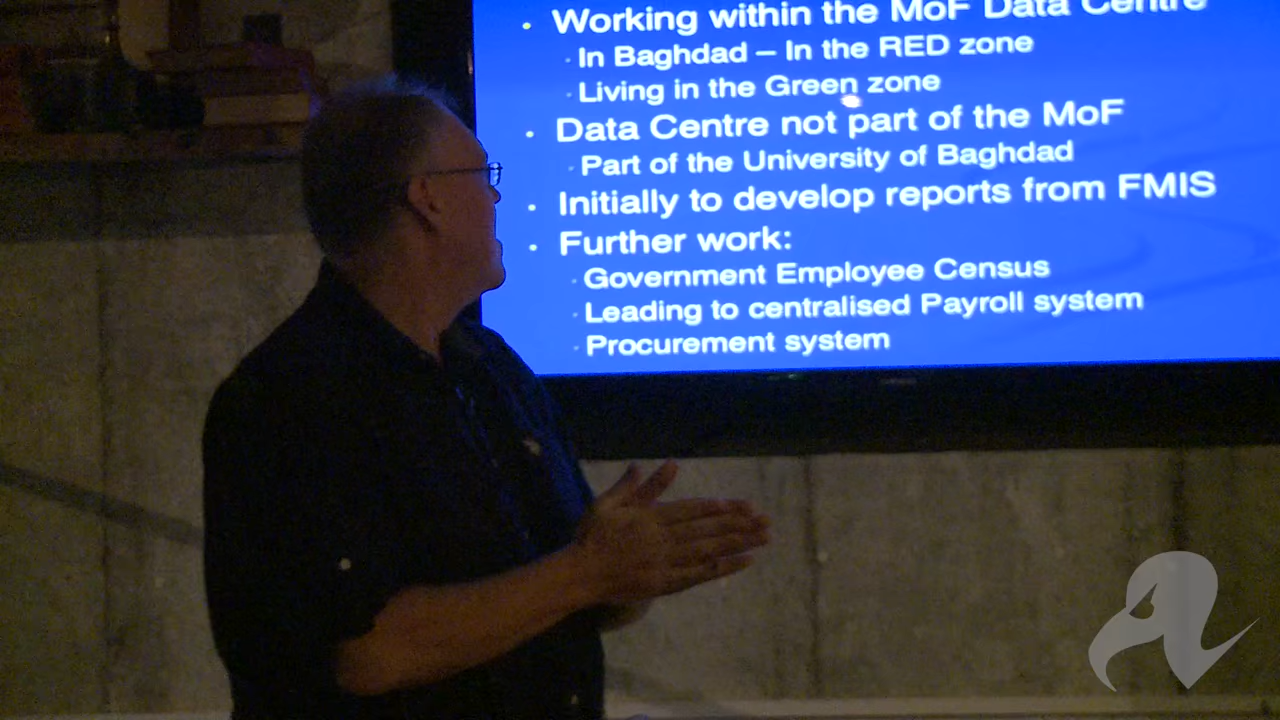 • Working within the MoF Data Centre
• In Baghdad – In the RED zone
• Living in the Green zone
• Data Centre not part of the MoF
• Part of the University of Baghdad
• Initially to develop reports from FMIS
• Further work:
• Government Employee Census
• Leading to centralised Payroll system
• Procurement system